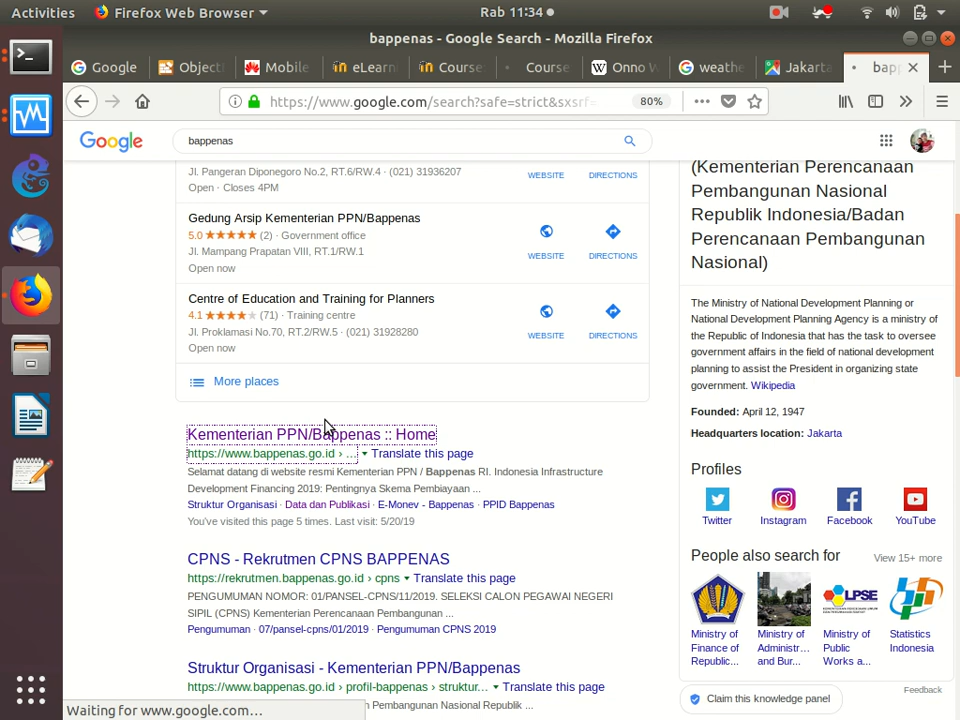 Activities
Firefox Web Browser
Rab 11:34
bappenas - Google Search - Mozilla Firefox
Google
Objecti
Mobile
eLearn
Course
Course
Onno W
weathe
Jakarta
bapp
https://www.google.com/search?safe=strict&sxsrf=
80%
Google
bappenas
Jl. Pangeran Diponegoro No.2, RT.6/RW.4 · (021) 31936207
Open · Closes 4PM
WEBSITE
DIRECTIONS
Gedung Arsip Kementerian PPN/Bappenas
5.0 ★★★★★ (2) · Government office
Jl. Mampang Prapatan VIII, RT.1/RW.1
Open now
WEBSITE
DIRECTIONS
Centre of Education and Training for Planners
4.1 ★★★★★ (71) · Training centre
Jl. Proklamasi No.70, RT.2/RW.5 · (021) 31928280
Open now
WEBSITE
DIRECTIONS
More places
Kementerian PPN/Bappenas :: Home
https://www.bappenas.go.id › ... ▾ Translate this page
Selamat datang di website resmi Kementerian PPN / Bappenas RI. Indonesia Infrastructure
Development Financing 2019: Pentingnya Skema Pembiayaan ...
Struktur Organisasi · Data dan Publikasi · E-Monev - Bappenas · PPID Bappenas
You've visited this page 5 times. Last visit: 5/20/19
CPNS - Rekrutmen CPNS BAPPENAS
https://rekrutmen.bappenas.go.id › cpns ▾ Translate this page
PENGUMUMAN NOMOR: 01/PANSEL-CPNS/11/2019. SELEKSI CALON PEGAWAI NEGERI
SIPIL (CPNS) Kementerian Perencanaan Pembangunan ...
Pengumuman · 07/pansel-cpns/01/2019 · Pengumuman CPNS 2019
Struktur Organisasi - Kementerian PPN/Bappenas
https://www.bappenas.go.id › profil-bappenas › struktur... ▾ Translate this page
Pembangunan Nasional Republik Indonesia,
(Kementerian Perencanaan
Pembangunan Nasional
Republik Indonesia/Badan
Perencanaan Pembangunan
Nasional)
The Ministry of National Development Planning or
National Development Planning Agency is a ministry of
the Republic of Indonesia that has the task to oversee
government affairs in the field of national development
planning to assist the President in organizing state
government. Wikipedia
Founded: April 12, 1947
Headquarters location: Jakarta
Profiles
Twitter
Instagram
Facebook
YouTube
People also search for
View 15+ more
LPSE
Ministry of
Finance of
Republic...
Ministry of
Administr...
and Bur...
Ministry of
Public
Works a...
Statistics
Indonesia
Feedback
Claim this knowledge panel
Waiting for www.google.com...